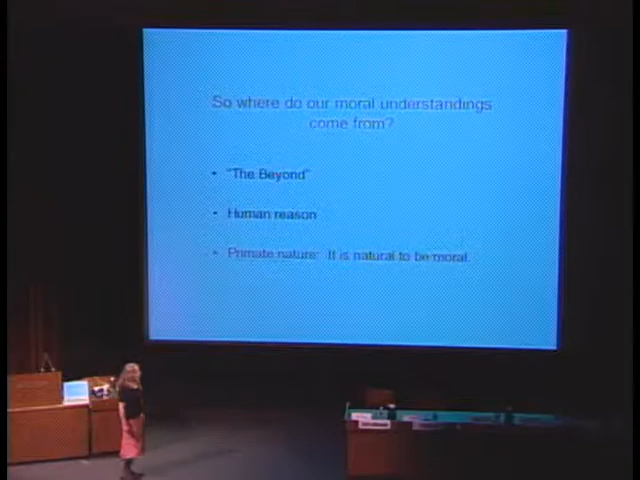 So where do our moral understandings
come from?
• "The Beyond"
• Human reason
• Primate nature: It is natural to be moral.